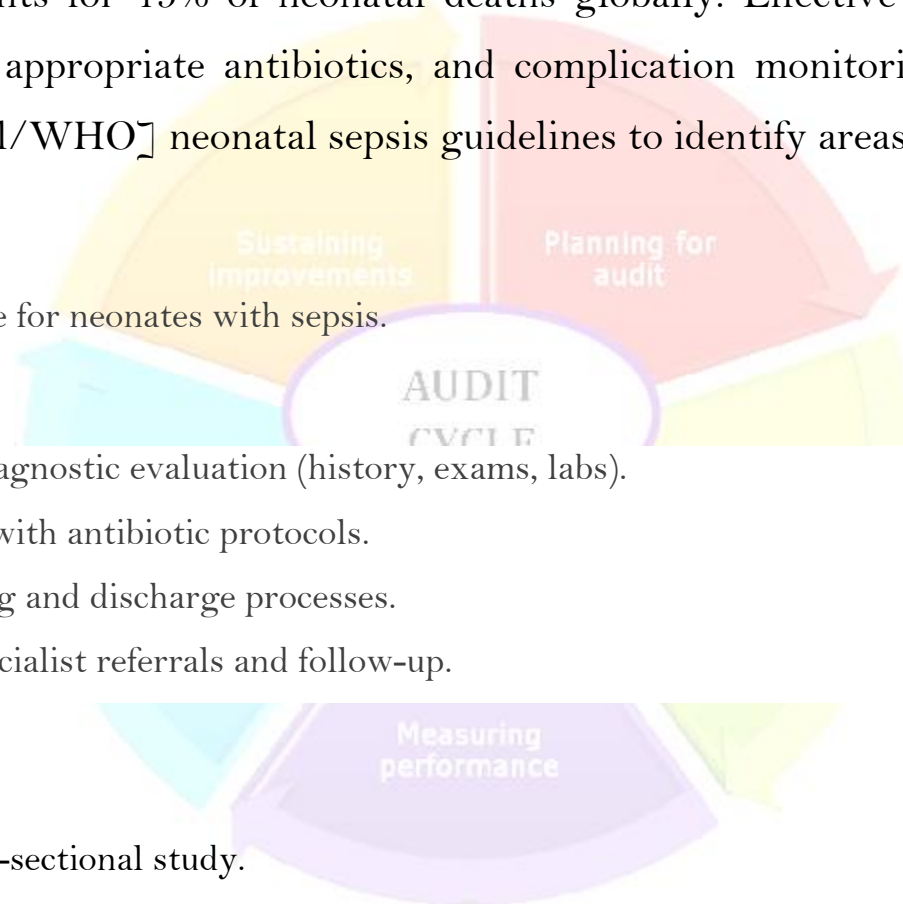 for 15% of neonatal deaths globally. Effective
appropriate antibiotics, and complication monitori
l/WHO] neonatal sepsis guidelines to identify areas
Sustaining
improvements
Planning for
audit
e for neonates with sepsis.
AUDIT
CYCLE
agnostic evaluation (history, exams, labs).
with antibiotic protocols.
g and discharge processes.
cialist referrals and follow-up.
Measuring
performance
-sectional study.